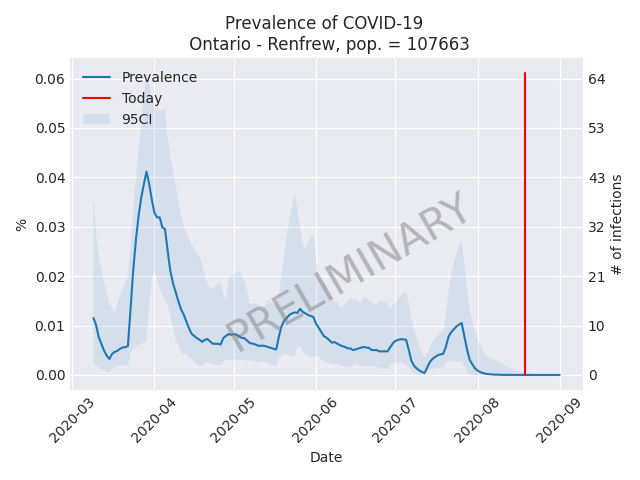 Prevalence of COVID-19
Ontario - Renfrew, pop. = 107663
Prevalence
Today
95CI
PRELIMINARY
%
0.06
0.05
0.04
0.03
0.02
0.01
0.00
64
53
43
32
21
10
0
# of infections
2020-03
2020-04
2020-05
2020-06
2020-07
2020-08
2020-09
Date